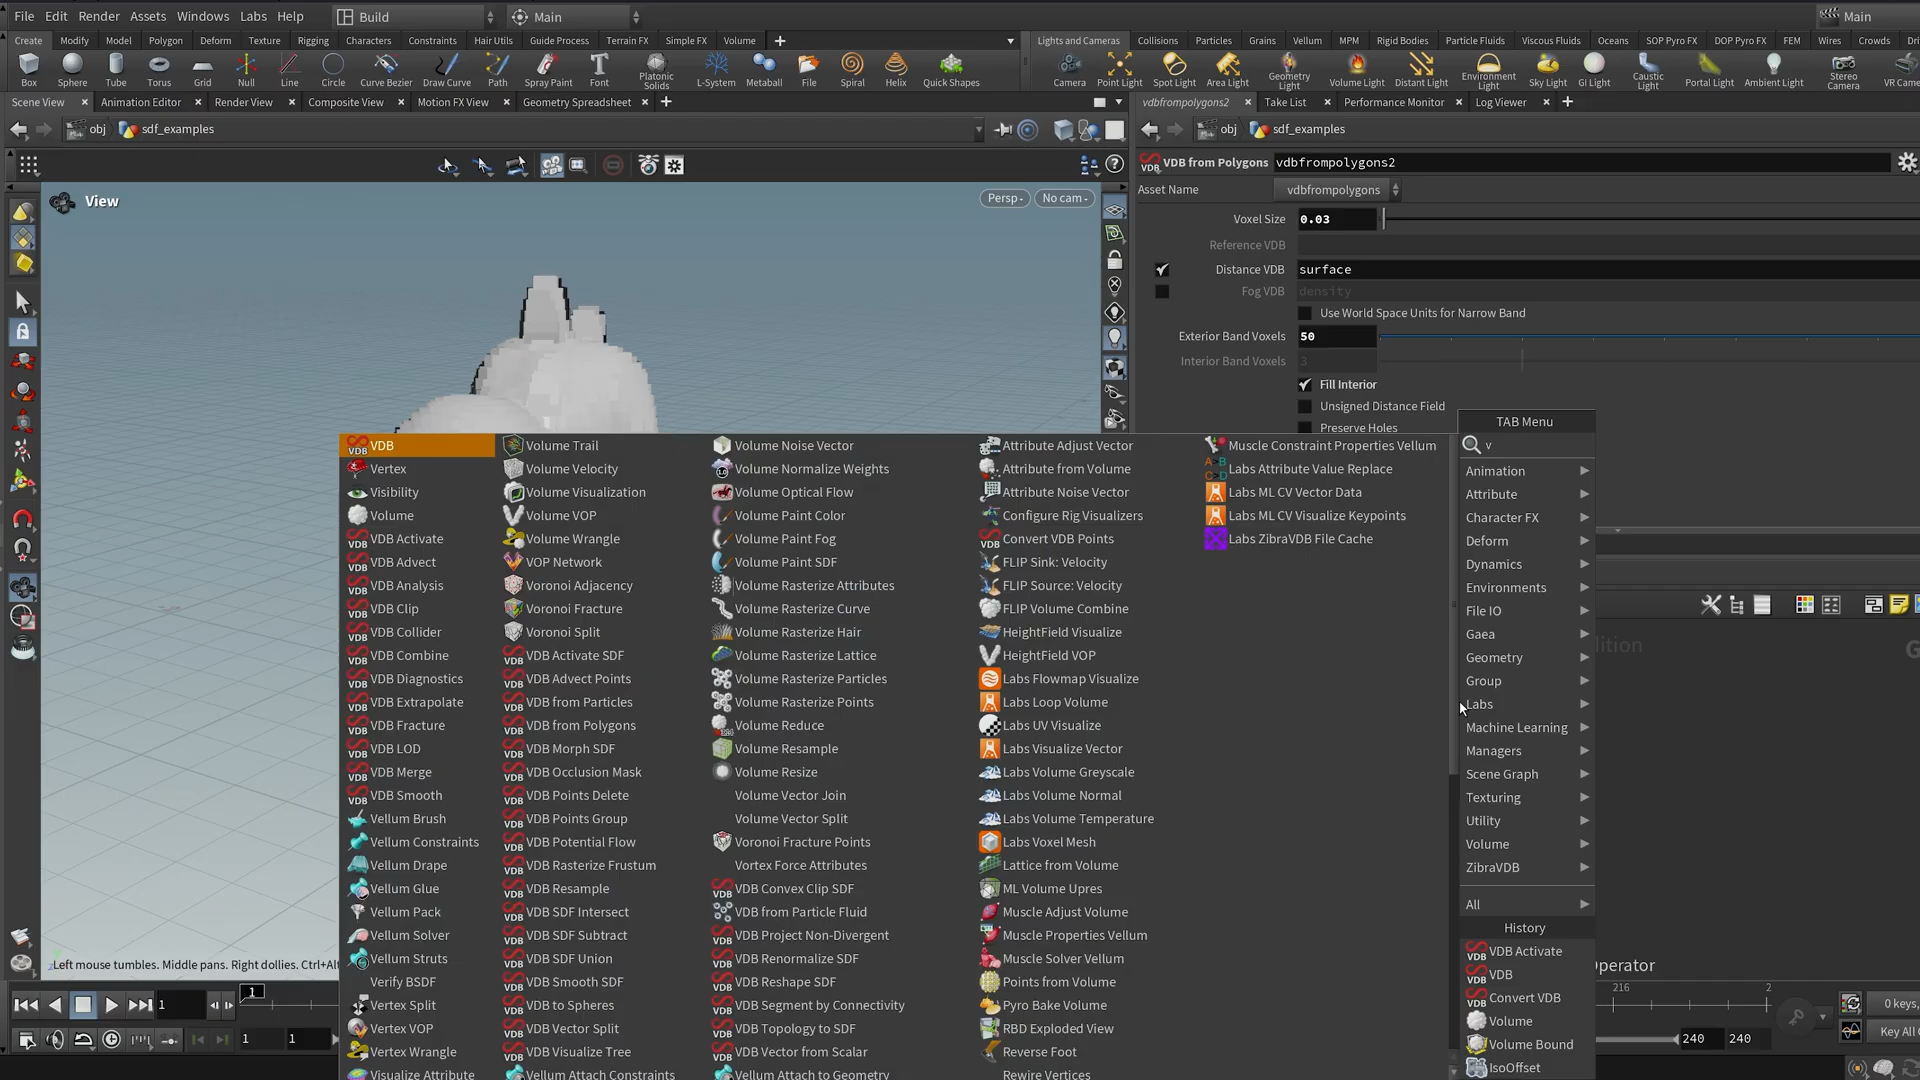 File Edit Render Assets Windows Labs Help Build Main Main
Create Modify Model Polygon Deform Texture Rigging Characters Constraints Hair Utils Guide Process Terrain FX Simple FX Volume
Lights and Cameras Collisions Particles Grains Vellum MPM Rigid Bodies Particle Fluids Viscous Fluids Oceans SOP Pyro FX DOP Pyro FX FEM Wires Crowds
Box Sphere Tube Torus Grid Null Line Circle Curve Bezier Draw Curve Path Spray Paint Font Platonic Solids L-System Metaball File Spiral Helix Quick Shapes
Camera Point Light Spot Light Area Light Geometry Light Volume Light Distant Light Environment Light Sky Light GI Light Caustic Light Portal Light Ambient Light Stereo Camera VR Came
Scene View Animation Editor Render View Composite View Motion FX View Geometry Spreadsheet
vdbfrompolygons2 Take List Performance Monitor Log Viewer
obj sdf_examples
obj sdf_examples
VDB from Polygons vdbfrompolygons2
Asset Name vdbfrompolygons
View Persp No cam
Voxel Size 0.03
Reference VDB
Distance VDB surface
Fog VDB density
Use World Space Units for Narrow Band
Exterior Band Voxels 50
Interior Band Voxels 3
Fill Interior
Unsigned Distance Field
Preserve Holes
VDB
Vertex
Visibility
Volume
VDB Activate
VDB Advect
VDB Analysis
VDB Clip
VDB Collider
VDB Combine
VDB Diagnostics
VDB Extrapolate
VDB Fracture
VDB LOD
VDB Merge
VDB Smooth
Vellum Brush
Vellum Constraints
Vellum Drape
Vellum Glue
Vellum Pack
Vellum Solver
Vellum Struts
Verify BSDF
Vertex Split
Vertex VOP
Vertex Wrangle
Visualize Attribute
Volume Trail
Volume Velocity
Volume Visualization
Volume VOP
Volume Wrangle
VOP Network
Voronoi Adjacency
Voronoi Fracture
Voronoi Split
VDB Activate SDF
VDB Advect Points
VDB from Particles
VDB from Polygons
VDB Morph SDF
VDB Occlusion Mask
VDB Points Delete
VDB Points Group
VDB Potential Flow
VDB Rasterize Frustum
VDB Resample
VDB SDF Intersect
VDB SDF Subtract
VDB SDF Union
VDB Smooth SDF
VDB to Spheres
VDB Vector Split
VDB Visualize Tree
Vellum Attach Constraints
Volume Noise Vector
Volume Normalize Weights
Volume Optical Flow
Volume Paint Color
Volume Paint Fog
Volume Paint SDF
Volume Rasterize Attributes
Volume Rasterize Curve
Volume Rasterize Hair
Volume Rasterize Lattice
Volume Rasterize Particles
Volume Rasterize Points
Volume Reduce
Volume Resample
Volume Resize
Volume Vector Join
Volume Vector Split
Voronoi Fracture Points
Vortex Force Attributes
VDB Convex Clip SDF
VDB from Particle Fluid
VDB Project Non-Divergent
VDB Renormalize SDF
VDB Reshape SDF
VDB Segment by Connectivity
VDB Topology to SDF
VDB Vector from Scalar
Vellum Attach to Geometry
Attribute Adjust Vector
Attribute from Volume
Attribute Noise Vector
Configure Rig Visualizers
Convert VDB Points
FLIP Sink: Velocity
FLIP Source: Velocity
FLIP Volume Combine
HeightField Visualize
HeightField VOP
Labs Flowmap Visualize
Labs Loop Volume
Labs UV Visualize
Labs Visualize Vector
Labs Volume Greyscale
Labs Volume Normal
Labs Volume Temperature
Labs Voxel Mesh
Lattice from Volume
ML Volume Upres
Muscle Adjust Volume
Muscle Properties Vellum
Muscle Solver Vellum
Points from Volume
Pyro Bake Volume
RBD Exploded View
Reverse Foot
Rewire Vertices
Muscle Constraint Properties Vellum
Labs Attribute Value Replace
Labs ML CV Vector Data
Labs ML CV Visualize Keypoints
Labs ZibraVDB File Cache
TAB Menu
v
Animation
Attribute
Character FX
Deform
Dynamics
Environments
File IO
Gaea
Geometry
Group
Labs
Machine Learning
Managers
Scene Graph
Texturing
Utility
Volume
ZibraVDB
All
History
VDB Activate
VDB
Convert VDB
Volume
Volume Bound
IsoOffset
dition
Operator
Left mouse tumbles. Middle pans. Right dollies. Ctrl+Al
1 1
1 1
216 2
0 keys,
240 240 Key All